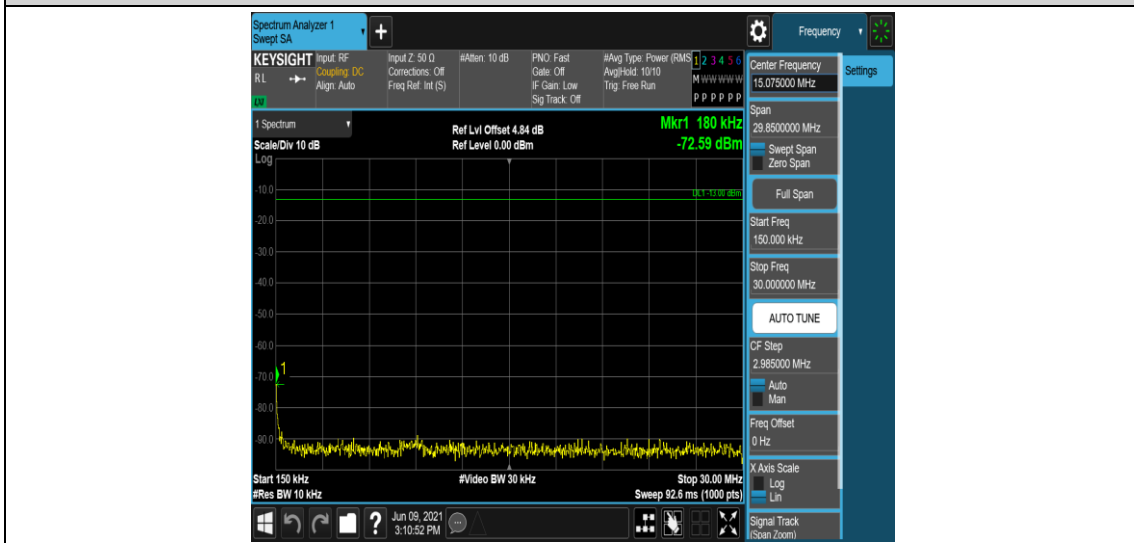 Spectrum Analyzer 1
Swept SA
+
Frequency
KEYSIGHT
RL
LXI
Input: RF
Coupling: DC
Align: Auto
Input Z: 50 Ω
Corrections: Off
Freq Ref: Int (S)
#Atten: 10 dB
PNO: Fast
Gate: Off
IF Gain: Low
Sig Track: Off
#Avg Type: Power (RMS
Avg|Hold: 10/10
Trig: Free Run
1 2 3 4 5 6
M W W W W W
P P P P P P
1 Spectrum
Scale/Div 10 dB
Ref Lvl Offset 4.84 dB
Ref Level 0.00 dBm
Mkr1 180 kHz
-72.59 dBm
Log
DL1 -13.00 dBm
-10.0
-20.0
-30.0
-40.0
-50.0
-60.0
-70.0
-80.0
-90.0
1
Start 150 kHz
#Res BW 10 kHz
#Video BW 30 kHz
Stop 30.00 MHz
Sweep 92.6 ms (1000 pts)
Center Frequency
15.075000 MHz
Settings
Span
29.8500000 MHz
Swept Span
Zero Span
Full Span
Start Freq
150.000 kHz
Stop Freq
30.000000 MHz
AUTO TUNE
CF Step
2.985000 MHz
Auto
Man
Freq Offset
0 Hz
X Axis Scale
Log
Lin
Signal Track
(Span Zoom)
?
Jun 09, 2021
3:10:52 PM